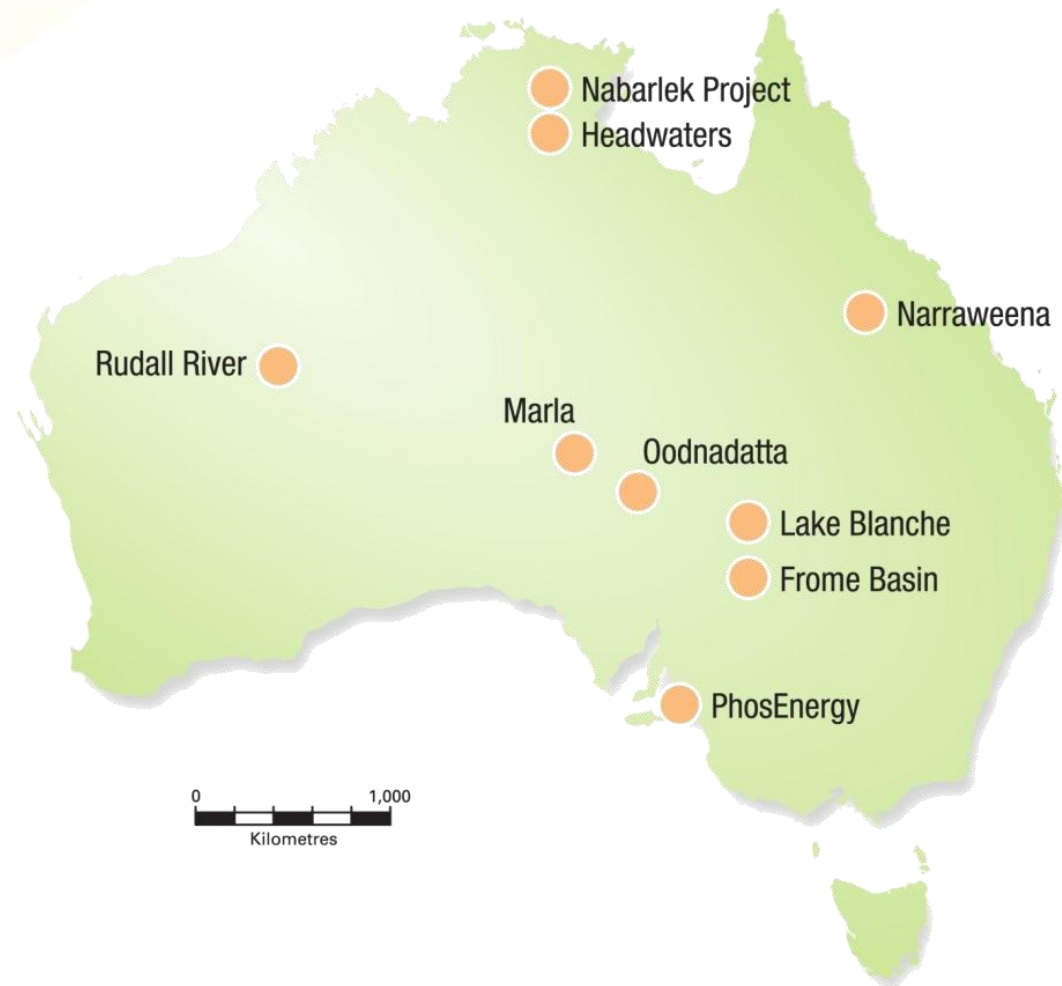 Nabarlek Project
Headwaters
Narraweena
Rudall River
Marla
Oodnadatta
Lake Blanche
Frome Basin
PhosEnergy
0 1,000
Kilometres